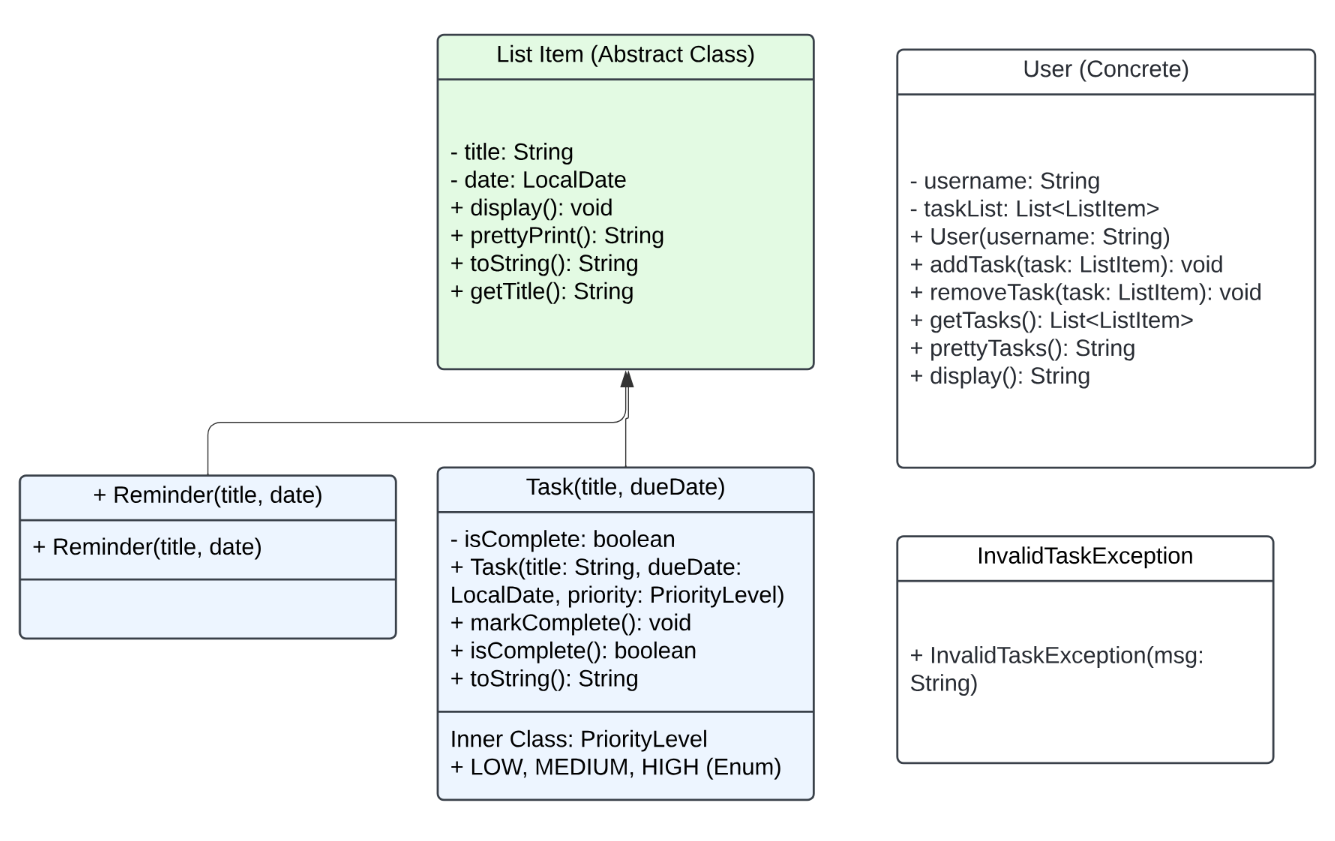 List Item (Abstract Class)
- title: String
- date: LocalDate
+ display(): void
+ prettyPrint(): String
+ toString(): String
+ getTitle(): String
User (Concrete)
- username: String
- taskList: List<ListItem>
+ User(username: String)
+ addTask(task: ListItem): void
+ removeTask(task: ListItem): void
+ getTasks(): List<ListItem>
+ prettyTasks(): String
+ display(): String
+ Reminder(title, date)
+ Reminder(title, date)
Task(title, dueDate)
- isComplete: boolean
+ Task(title: String, dueDate:
LocalDate, priority: PriorityLevel)
+ markComplete(): void
+ isComplete(): boolean
+ toString(): String
Inner Class: PriorityLevel
+ LOW, MEDIUM, HIGH (Enum)
InvalidTaskException
+ InvalidTaskException(msg:
String)